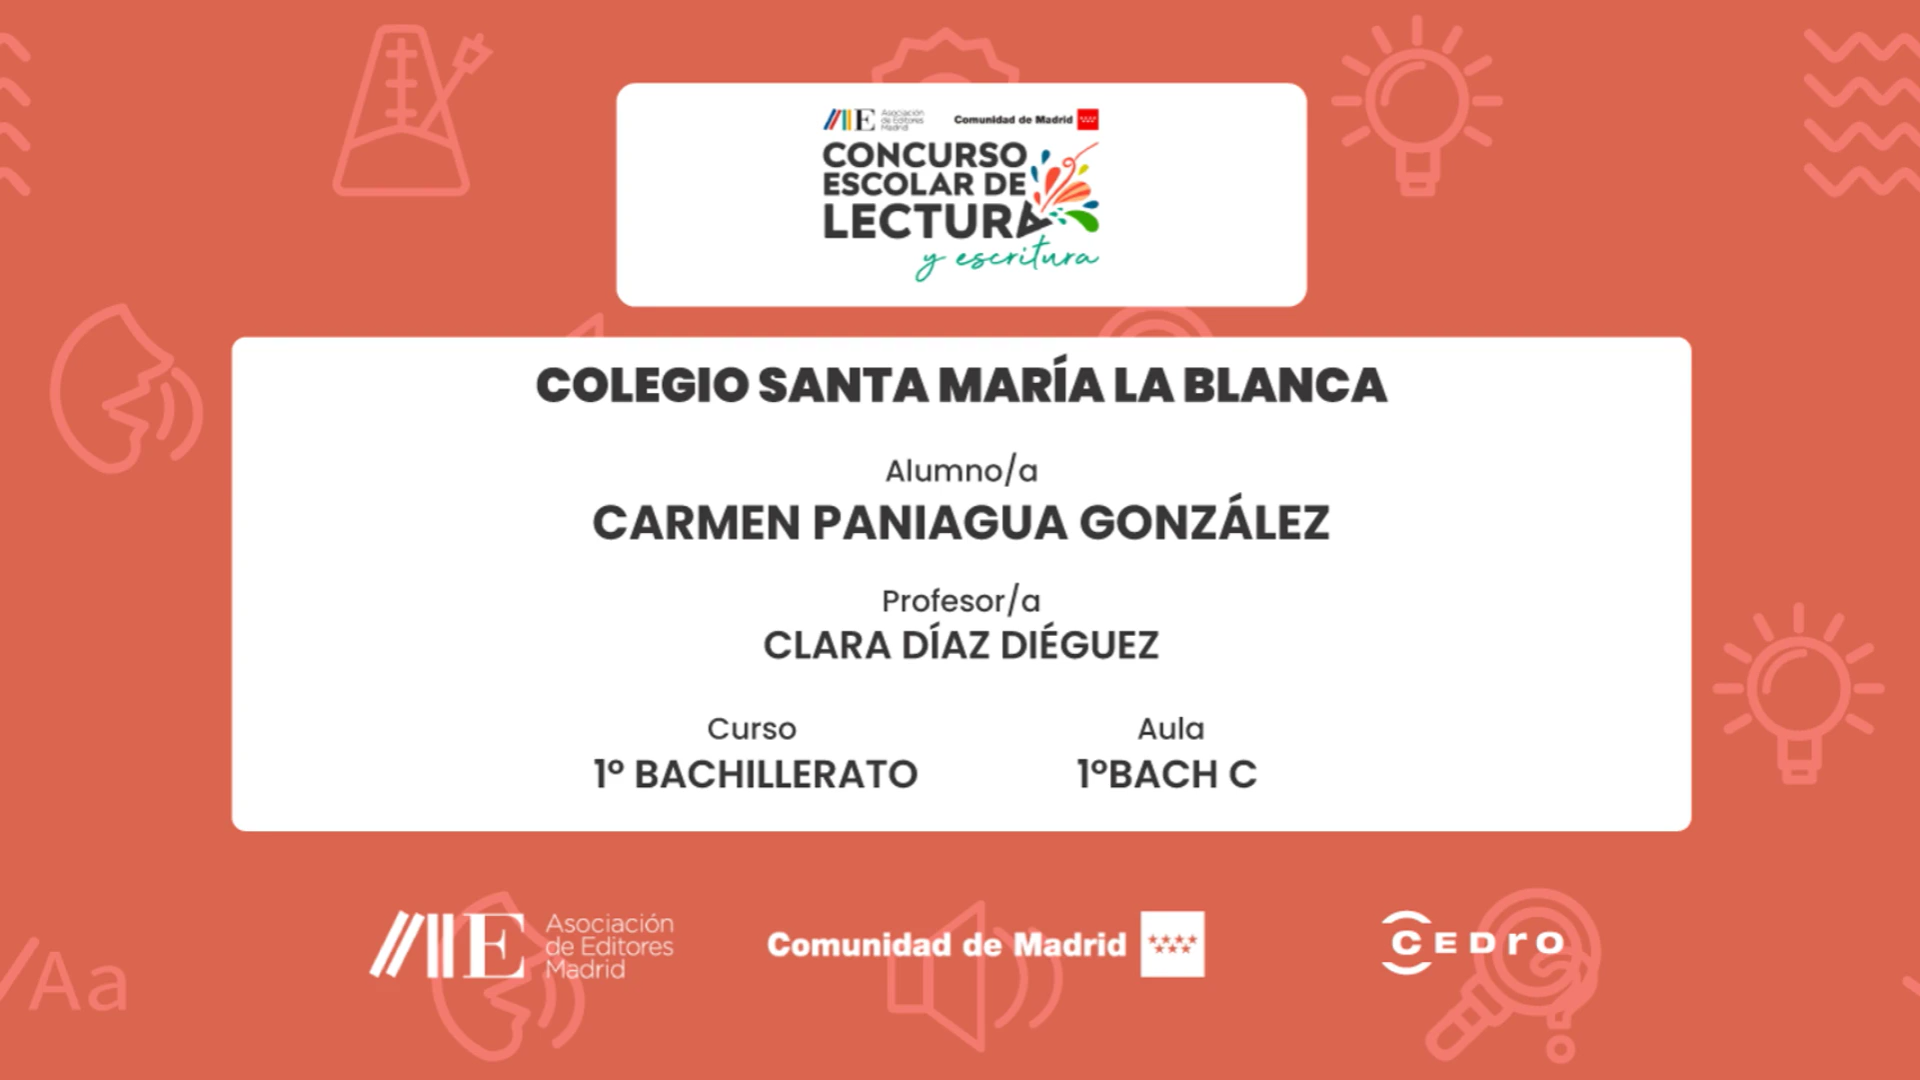 Asociación
de Editores
Madrid
Comunidad de Madrid
CONCURSO
ESCOLAR DE
LECTURA
y escritura
COLEGIO SANTA MARÍA LA BLANCA
Alumno/a
CARMEN PANIAGUA GONZÁLEZ
Profesor/a
CLARA DÍAZ DIÉGUEZ
Curso
Aula
1º BACHILLERATO
1ºBACH C
Asociación
de Editores
Madrid
Comunidad de Madrid
CEDro
Aa